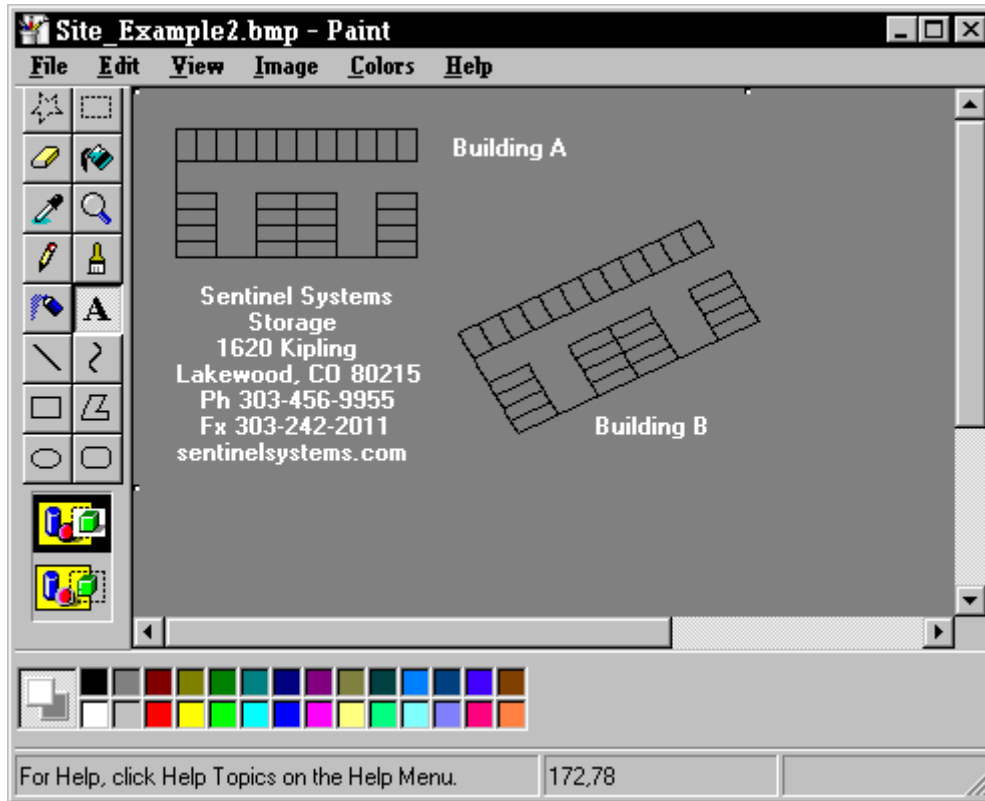 Site_Example2.bmp - Paint
File Edit View Image Colors Help
A
Building A
Sentinel Systems
Storage
1620 Kipling
Lakewood, CO 80215
Ph 303-456-9955
Fx 303-242-2011
sentinelsystems.com
Building B
For Help, click Help Topics on the Help Menu.
172,78